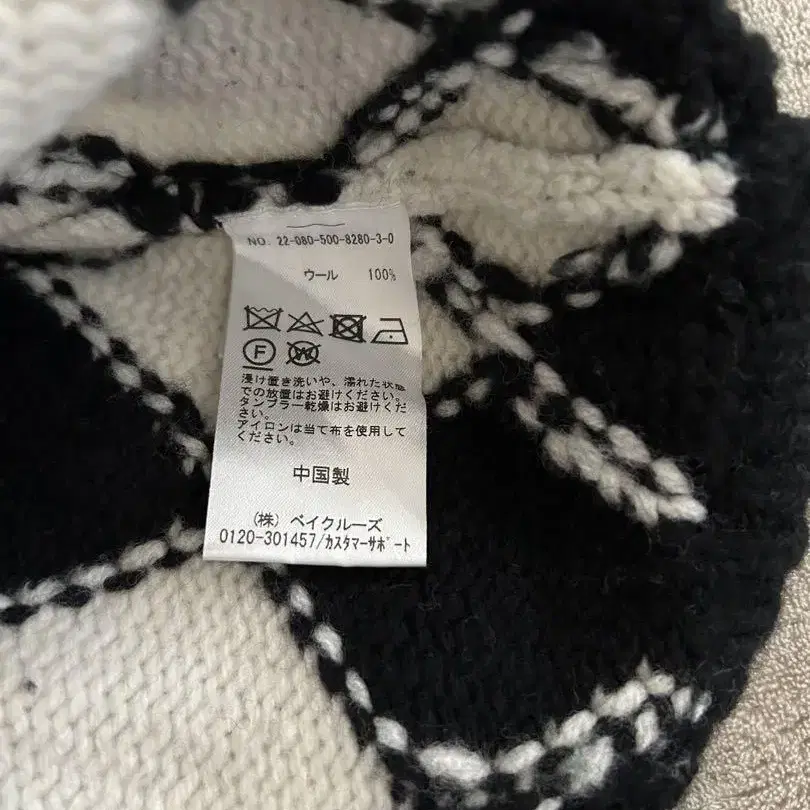 NO. 22-080-500-8280-3-0
ウール 100%
F W
浸け置き洗いや、濡れた状態
での放置はお避けください。
タンブラー乾燥はお避けくだ
さい。
アイロンは当て布を使用して
ください。
中国製
(株) ベイクルーズ
0120-301457/カスタマーサポート